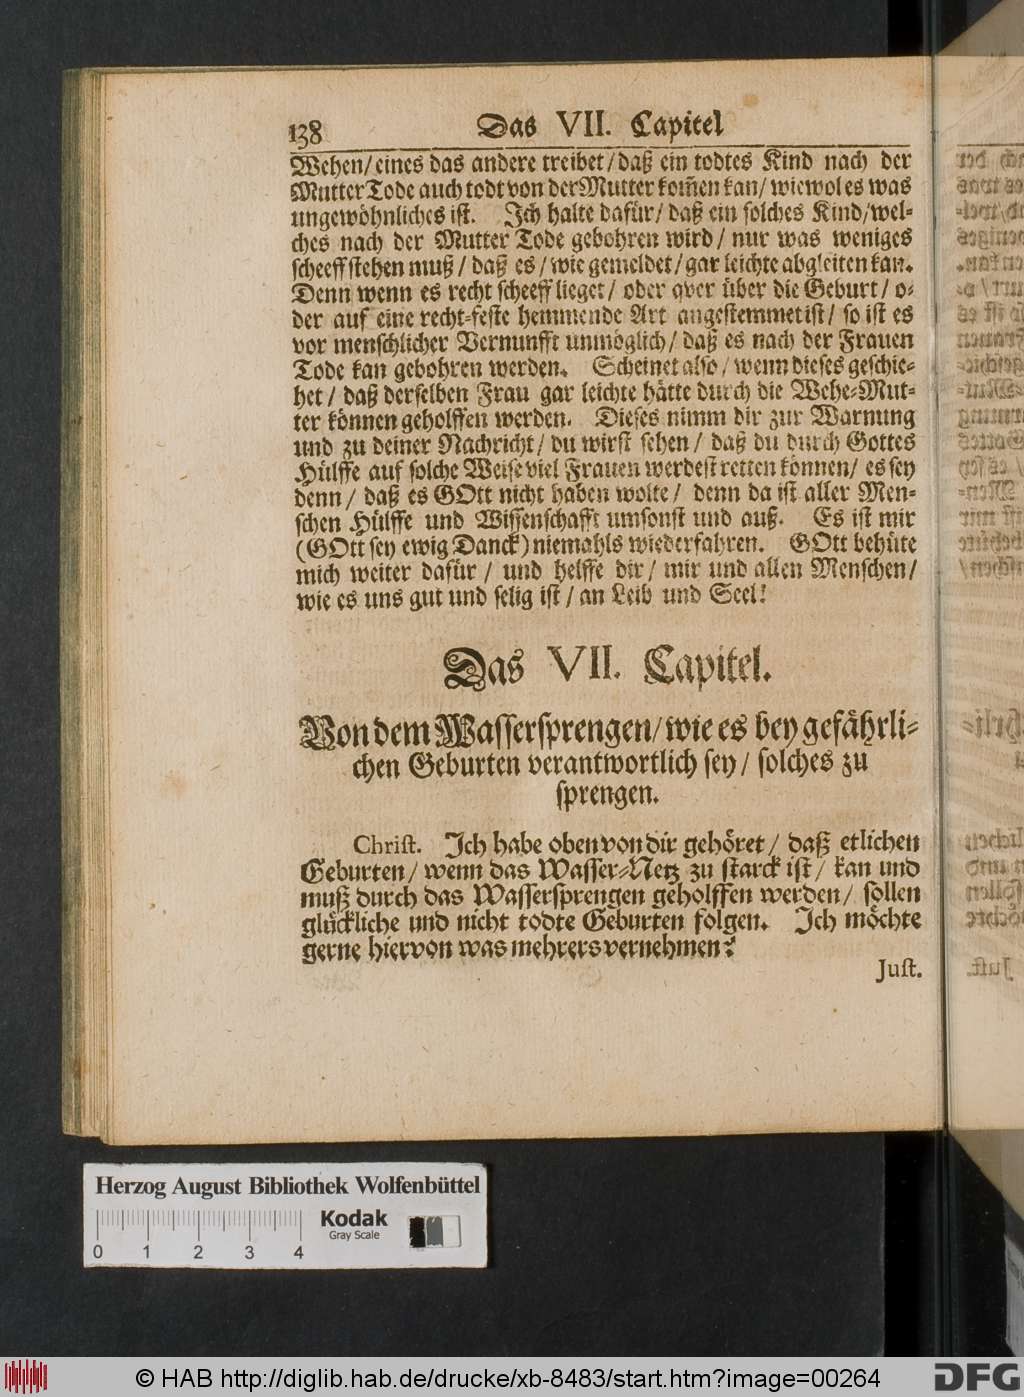 138 Das VII. Capitel
Wehen/ eines das andere treibet/ daß ein todtes Kind nach der
Mutter Tode auch todt von der Mutter kom̃en kan/ wiewol es was
ungewöhnliches ist. Ich halte dafür/ daß ein solches Kind/ wel-
ches nach der Mutter Tode gebohren wird/ nur was weniges
scheeff stehen muß/ daß es/ wie gemeldet/ gar leichte abgleiten kan.
Denn wenn es recht scheeff lieget/ oder qver über die Geburt/ o-
der auf eine recht-feste hemmende Art angestemmet ist/ so ist es
vor menschlicher Vernunfft unmöglich/ daß es nach der Frauen
Tode kan gebohren werden. Scheinet also/ wenn dieses geschie-
het/ daß derselben Frau gar leichte hätte durch die Wehe-Mut-
ter können geholffen werden. Dieses nimm dir zur Warnung
und zu deiner Nachricht/ du wirst sehen/ daß du durch Gottes
Hülffe auf solche Weise viel Frauen werdest retten können/ es sey
denn/ daß es GOtt nicht haben wolte/ denn da ist aller Men-
schen Hülffe und Wissenschafft umsonst und auß. Es ist mir
(GOtt sey ewig Danck) niemahls wiederfahren. GOtt behüte
mich weiter dafür/ und helffe dir/ mir und allen Menschen/
wie es uns gut und selig ist/ an Leib und Seel!
Das VII. Capitel.
Von dem Wassersprengen/ wie es bey gefährli-
chen Geburten verantwortlich sey/ solches zu
sprengen.
Christ. Ich habe oben von dir gehöret/ daß etlichen
Geburten/ wenn das Wasser-Netz zu starck ist/ kan und
muß durch das Wassersprengen geholffen werden/ sollen
glückliche und nicht todte Geburten folgen. Ich möchte
gerne hiervon was mehrers vernehmen?
Just.
Herzog August Bibliothek Wolfenbüttel
Kodak
Gray Scale
0 1 2 3 4
© HAB http://diglib.hab.de/drucke/xb-8483/start.htm?image=00264
DFG